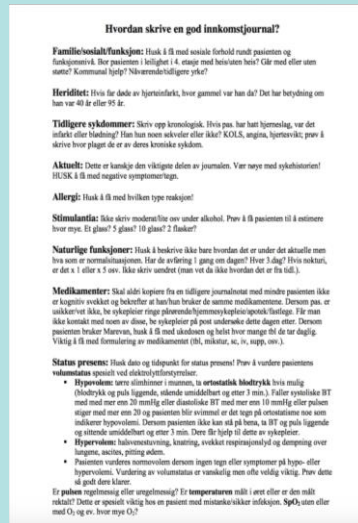 Hvordan skrive en god innkomstjournal?
Familie/sosialt/funksjon: Husk å få med sosiale forhold rundt pasienten og
funksjonsnivå. Bor pasienten i leilighet i 4. etasje med heis/uten heis? Går med eller uten
støtte? Kommunal hjelp? Nåværende/tidligere yrke?
Heriditet: Hvis far døde av hjerteinfarkt, hvor gammel var han da? Det har betydning om
han var 40 år eller 95 år.
Tidligere sykdommer: Skriv opp kronologisk. Hvis pas. har hatt hjerneslag, var det
infarkt eller blødning? Han hun noen sekveler eller ikke? KOLS, angina, hjertesvikt; prøv å
skrive hvor plaget de er av deres kroniske sykdom.
Aktuelt: Dette er kanskje den viktigste delen av journalen. Vær nøye med sykehistorien!
HUSK å få med negative symptomer/tegn.
Allergi: Husk å få med hvilken type reaksjon!
Stimulantia: Ikke skriv moderat/lite osv under alkohol. Prøv å få pasienten til å estimere
hvor mye. Et glass? 5 glass? 10 glass? 2 flasker?
Naturlige funksjoner: Husk å beskrive ikke bare hvordan det er under det aktuelle men
hva som er normalsituasjonen. Har de avføring 1 gang om dagen? Hver 3.dag? Hvis nokturi,
er det x 1 eller x 5 osv. Ikke skriv uendret (man vet da ikke hvordan det er fra tidl.).
Medikamenter: Skal aldri kopiere fra en tidligere journalnotat med mindre pasienten ikke
er kognitiv svekket og bekrefter at han/hun bruker de samme medikamentene. Dersom pas. er
usikker/vet ikke, be sykepleier ringe pårørende/hjemmesykepleie/apotek/fastlege. Får man
ikke kontakt med noen av disse, be sykepleier på post undersøke dette dagen etter. Dersom
pasienten bruker Marevan, husk å få med ukedosen og helst hvor mange tbl de tar daglig.
Viktig å få med formulering av medikamentet (tbl, mikstur, sc, iv, supp, osv.).
Status presens: Husk dato og tidspunkt for status presens! Prøv å vurdere pasientens
volumstatus spesielt ved elektrolyttforstyrrelser.
• Hypovolem: tørre slimhinner i munnen, ta ortostatisk blodtrykk hvis mulig
(blodtrykk og puls liggende, stående umiddelbart og etter 3 min.). Faller systoliske BT
med med mer enn 20 mmHg eller diastoliske BT med mer enn 10 mmHg eller pulsen
stiger med mer enn 20 og pasienten blir svimmel er det tegn på ortostatisme noe som
indikerer hypovolemi. Dersom pasienten ikke kan stå på bena, ta BT og puls liggende
og sittende umiddelbart og etter 3 min. Dere får hjelp til dette av sykepleier.
• Hypervolem: halsvenestuvning, knatring, svekket respirasjonslyd og dempning over
lungene, ascites, pitting ødem.
• Pasienten vurderes normovolem dersom ingen tegn eller symptomer på hypo- eller
hypervolemi. Vurdering av volumstatus er vanskelig men ofte veldig viktig. Prøv dette
så godt dere klarer.
Er pulsen regelmessig eller uregelmessig? Er temperaturen målt i øret eller er den målt
rektalt? Dette er spesielt viktig hos en pasient med mistanke/sikker infeksjon. SpO2 uten eller
med O2 og ev. hvor mye O2?